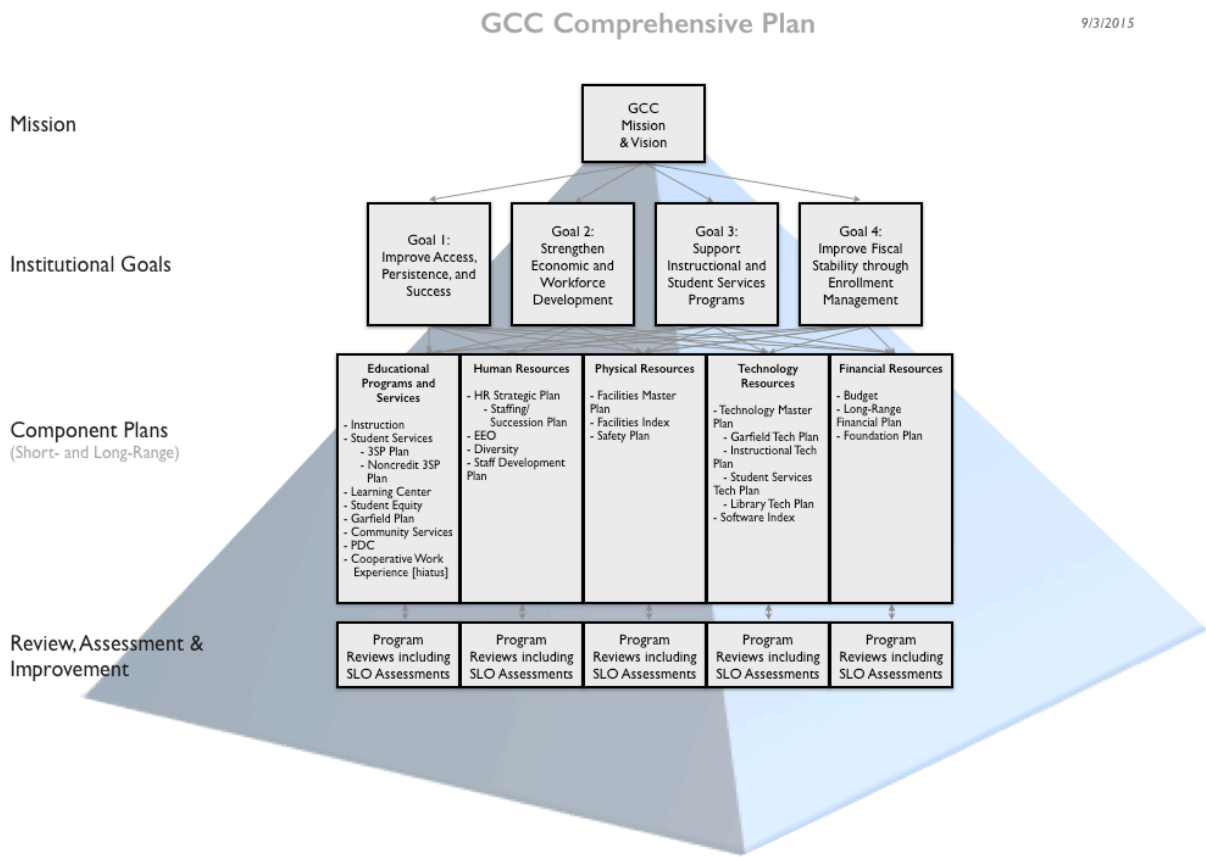 GCC Comprehensive Plan
9/3/2015
Mission
GCC
Mission
& Vision
Institutional Goals
Goal 1:
Improve Access,
Persistence, and
Success
Goal 2:
Strengthen
Economic and
Workforce
Development
Goal 3:
Support
Instructional and
Student Services
Programs
Goal 4:
Improve Fiscal
Stability through
Enrollment
Management
Component Plans
(Short- and Long-Range)
Educational
Programs and
Services
- Instruction
- Student Services
- 3SP Plan
- Noncredit 3SP
Plan
- Learning Center
- Student Equity
- Garfield Plan
- Community Services
- PDC
- Cooperative Work
Experience [hiatus]
Human Resources
- HR Strategic Plan
- Staffing/
Succession Plan
- EEO
- Diversity
- Staff Development
Plan
Physical Resources
- Facilities Master
Plan
- Facilities Index
- Safety Plan
Technology
Resources
- Technology Master
Plan
- Garfield Tech Plan
- Instructional Tech
Plan
- Student Services
Tech Plan
- Library Tech Plan
- Software Index
Financial Resources
- Budget
- Long-Range
Financial Plan
- Foundation Plan
Review, Assessment &
Improvement
Program
Reviews including
SLO Assessments
Program
Reviews including
SLO Assessments
Program
Reviews including
SLO Assessments
Program
Reviews including
SLO Assessments
Program
Reviews including
SLO Assessments